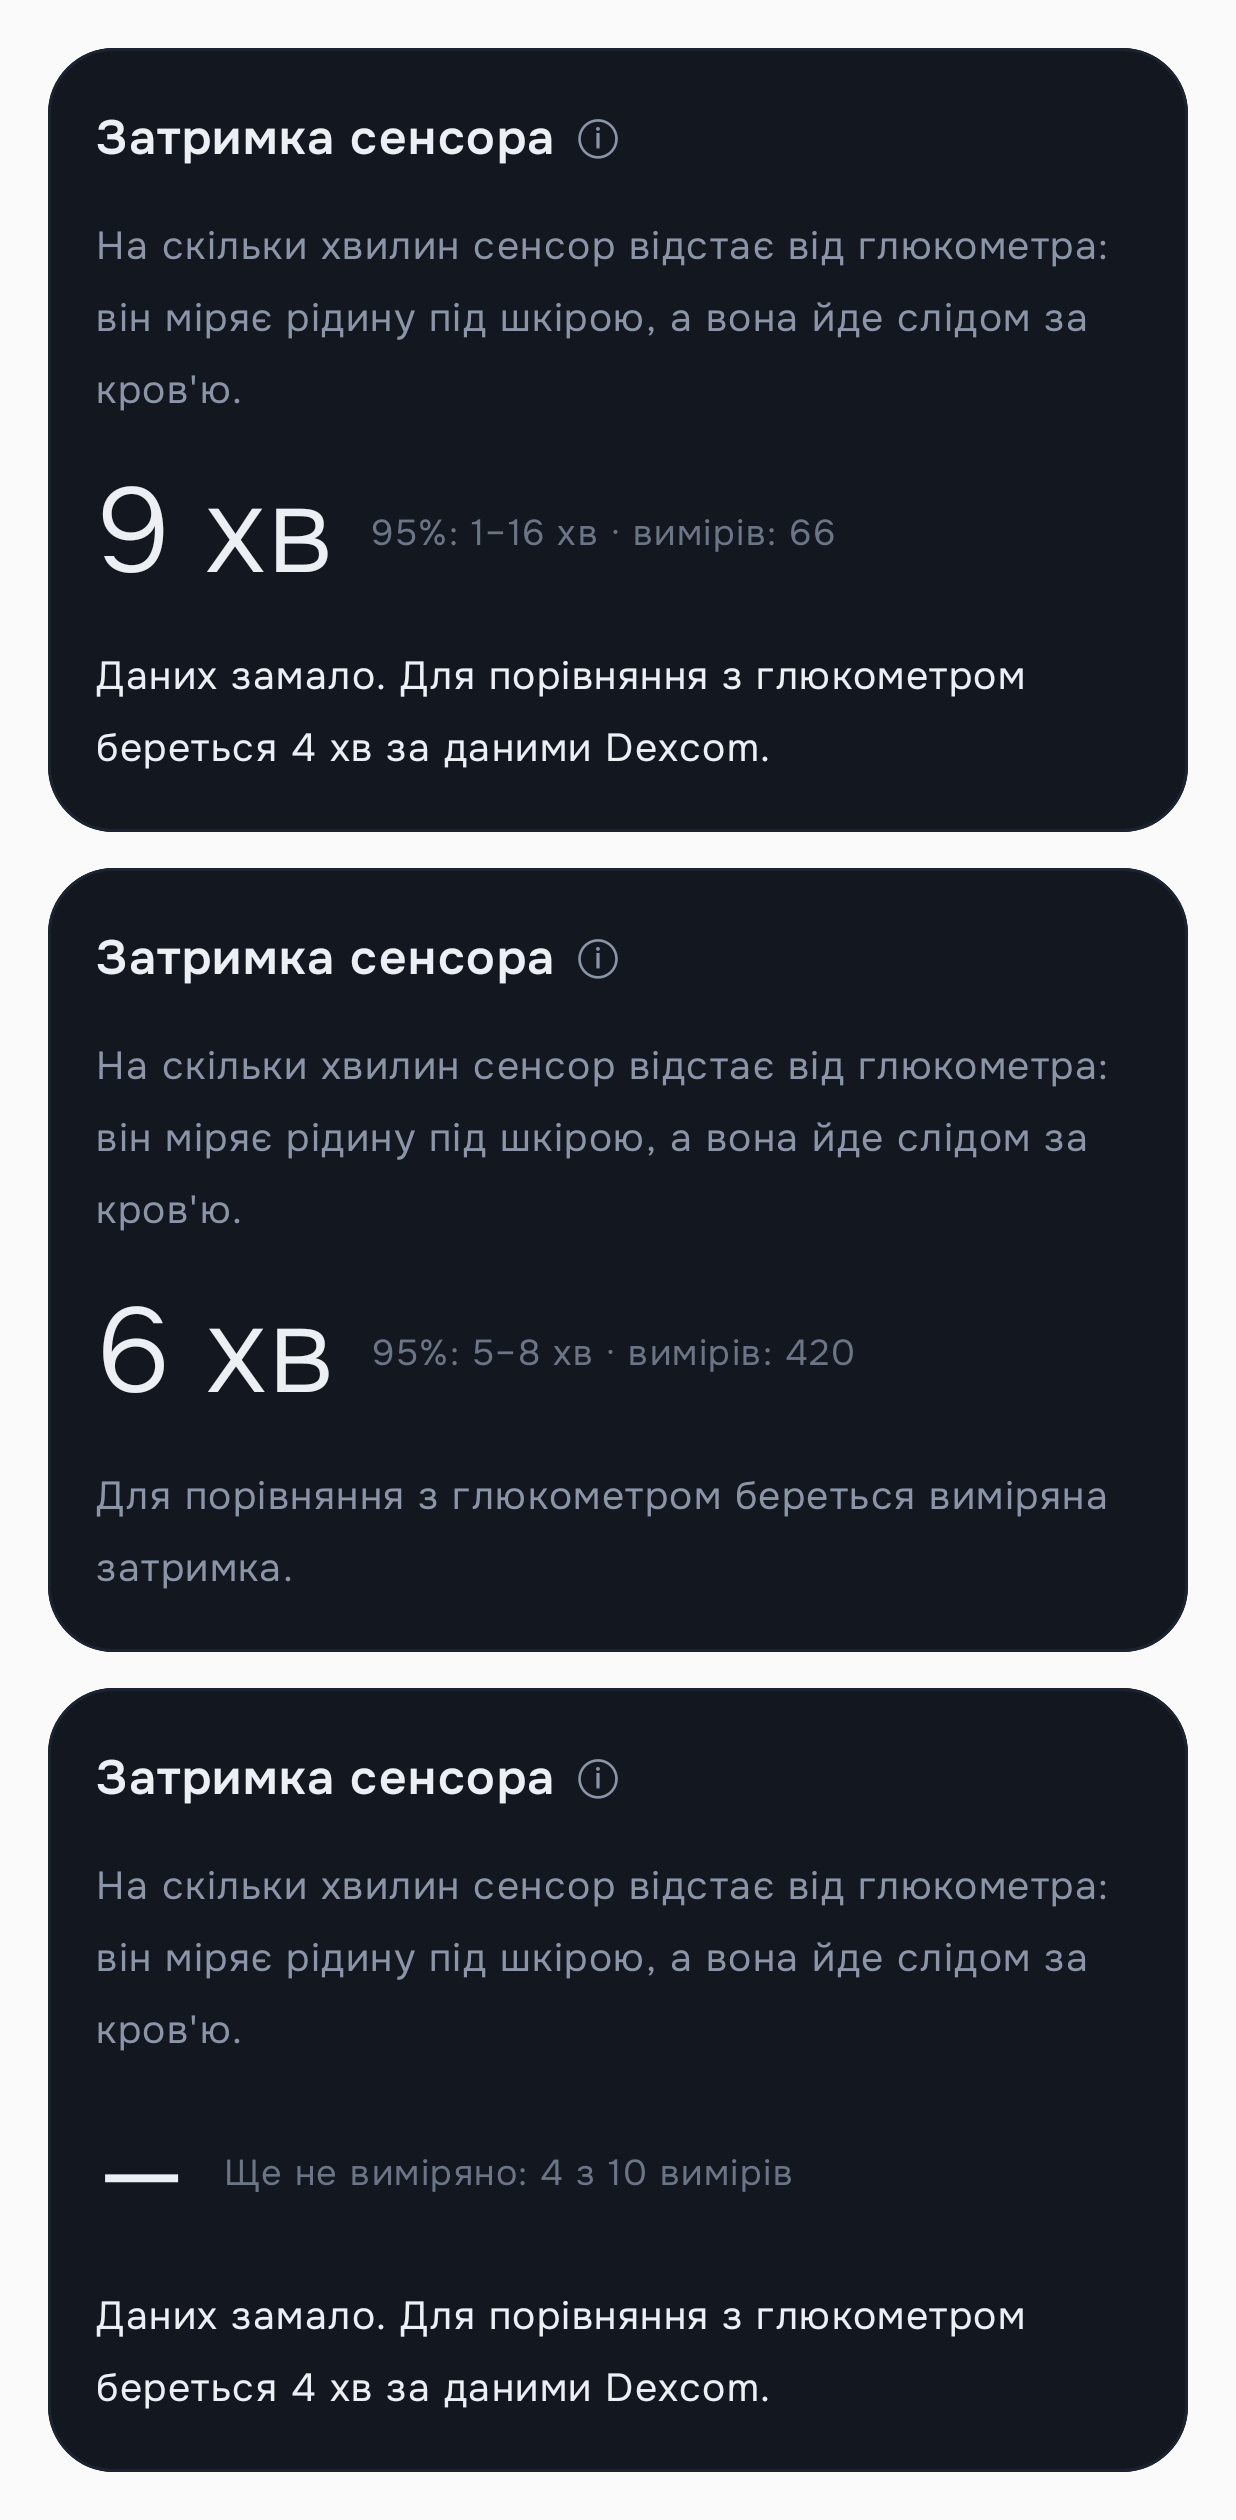 Затримка сенсора
На скільки хвилин сенсор відстає від глюкометра:
він міряє рідину під шкірою, а вона йде слідом за
кров'ю.
9 хв 95%: 1–16 хв · вимірів: 66
Даних замало. Для порівняння з глюкометром
береться 4 хв за даними Dexcom.
Затримка сенсора
На скільки хвилин сенсор відстає від глюкометра:
він міряє рідину під шкірою, а вона йде слідом за
кров'ю.
6 хв 95%: 5–8 хв · вимірів: 420
Для порівняння з глюкометром береться виміряна
затримка.
Затримка сенсора
На скільки хвилин сенсор відстає від глюкометра:
він міряє рідину під шкірою, а вона йде слідом за
кров'ю.
— Ще не виміряно: 4 з 10 вимірів
Даних замало. Для порівняння з глюкометром
береться 4 хв за даними Dexcom.